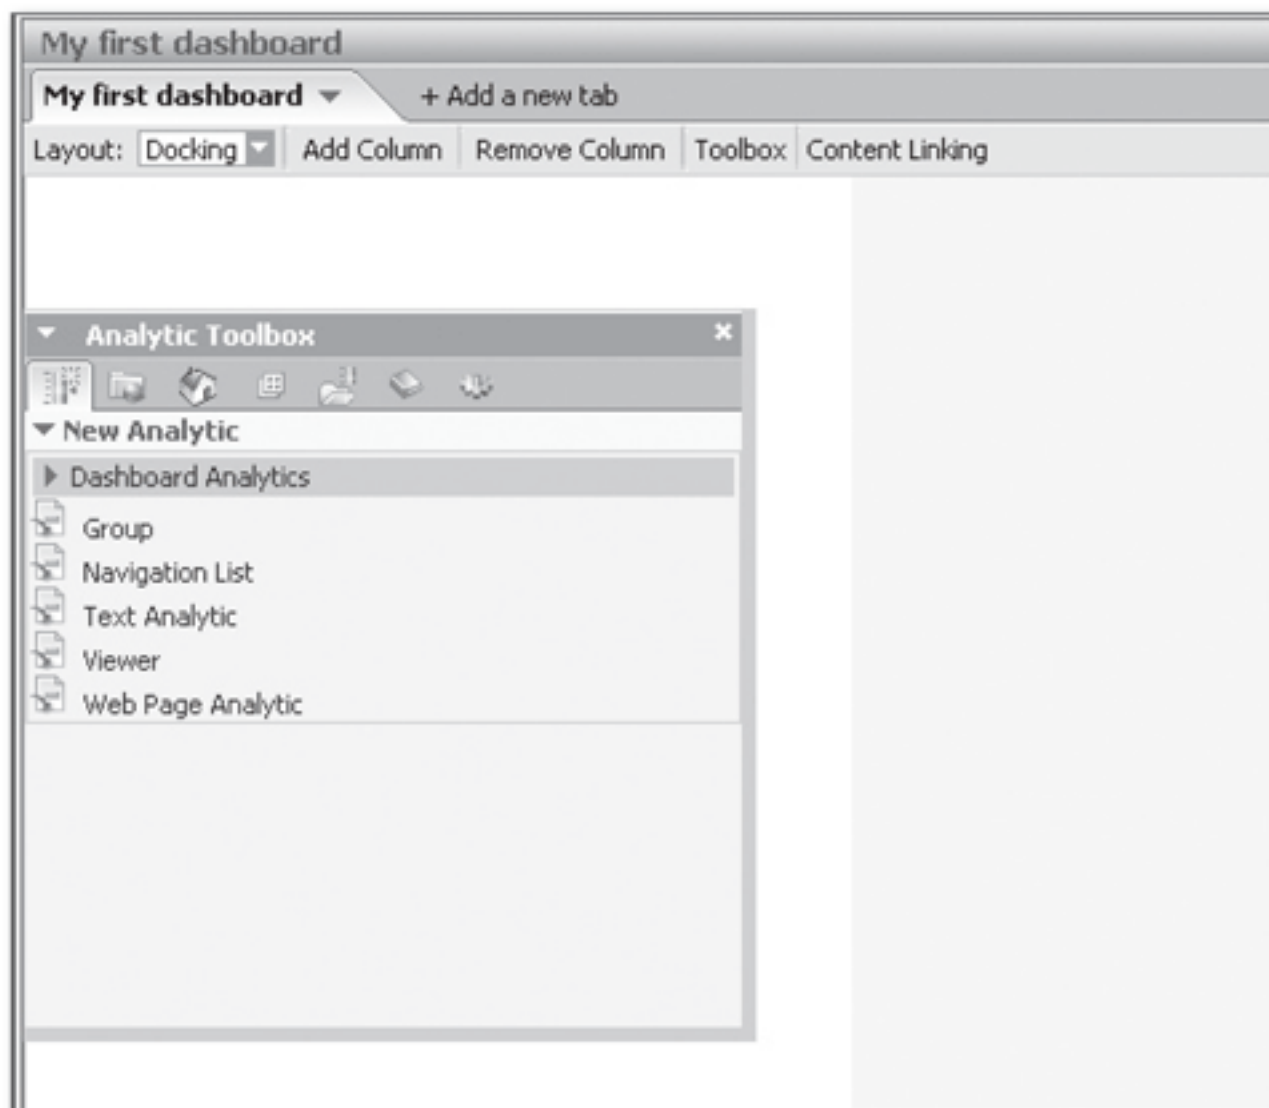 My first dashboard
My first dashboard + Add a new tab
Layout: Docking Add Column Remove Column Toolbox Content Linking
Analytic Toolbox
New Analytic
Dashboard Analytics
Group
Navigation List
Text Analytic
Viewer
Web Page Analytic